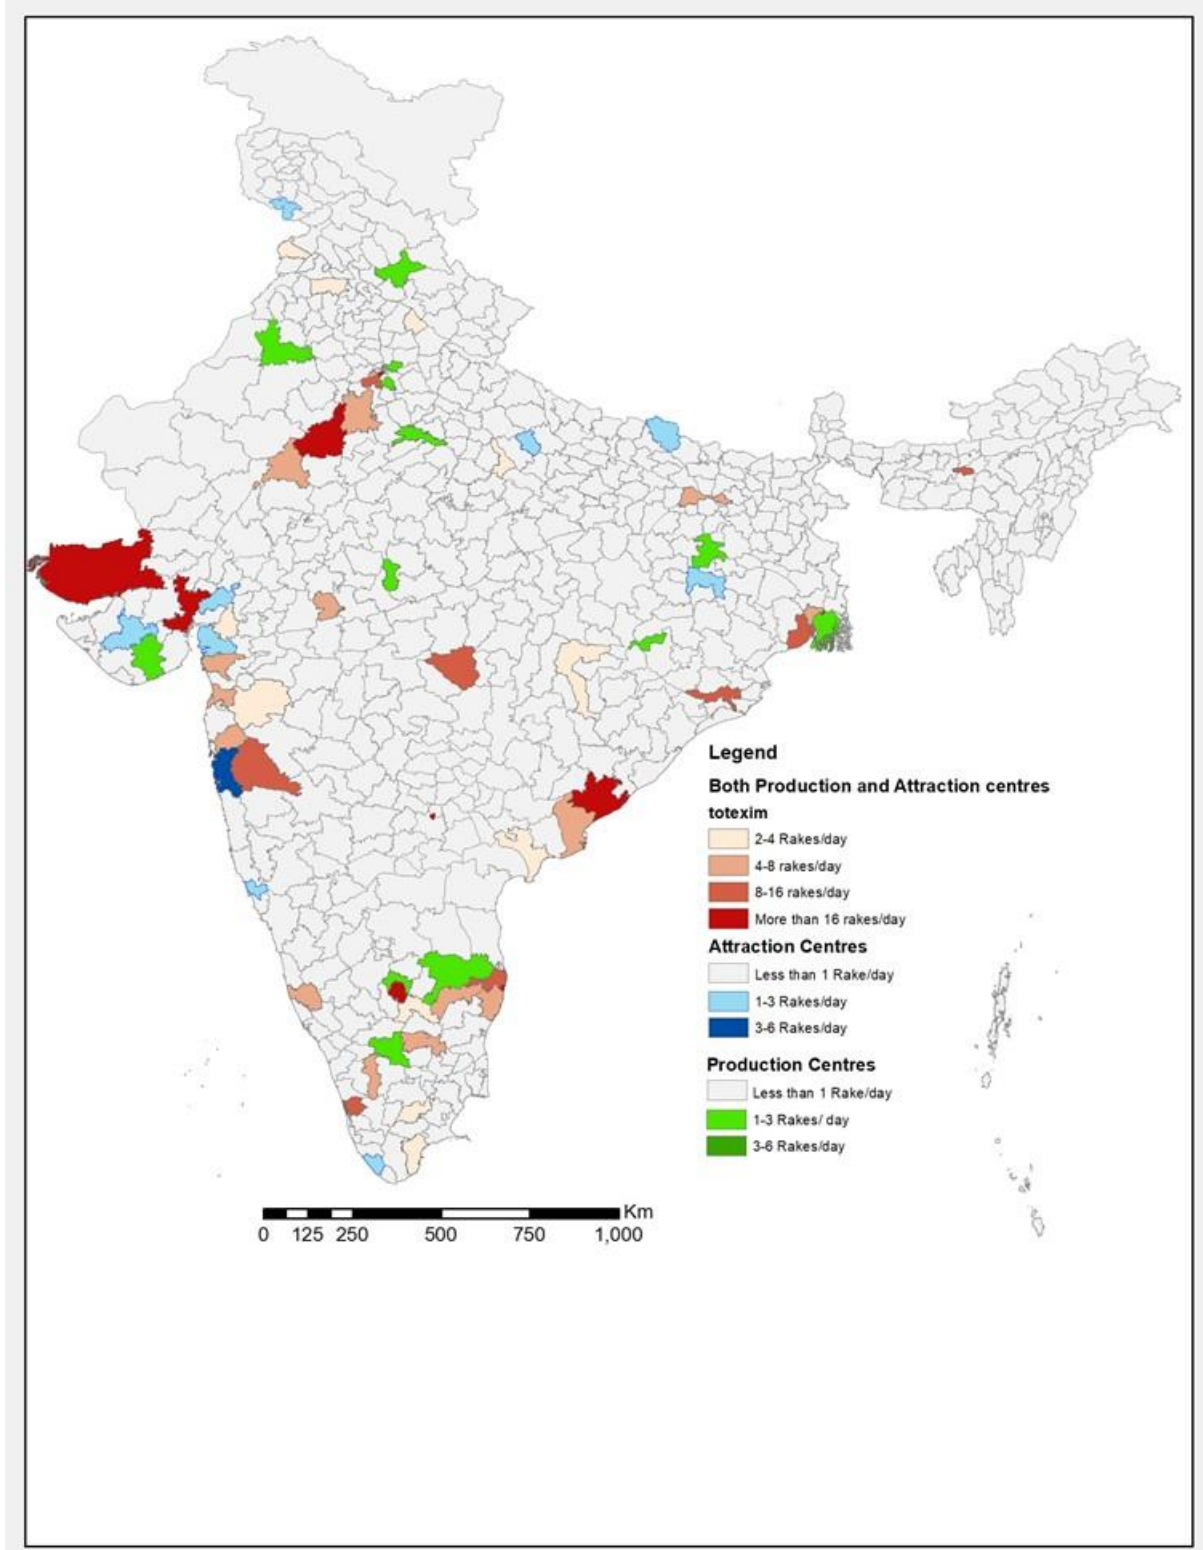 Legend
Both Production and Attraction centres
totexim
2-4 Rakes/day
4-8 rakes/day
8-16 rakes/day
More than 16 rakes/day
Attraction Centres
Less than 1 Rake/day
1-3 Rakes/day
3-6 Rakes/day
Production Centres
Less than 1 Rake/day
1-3 Rakes/ day
3-6 Rakes/day
Km
0 125 250 500 750 1,000